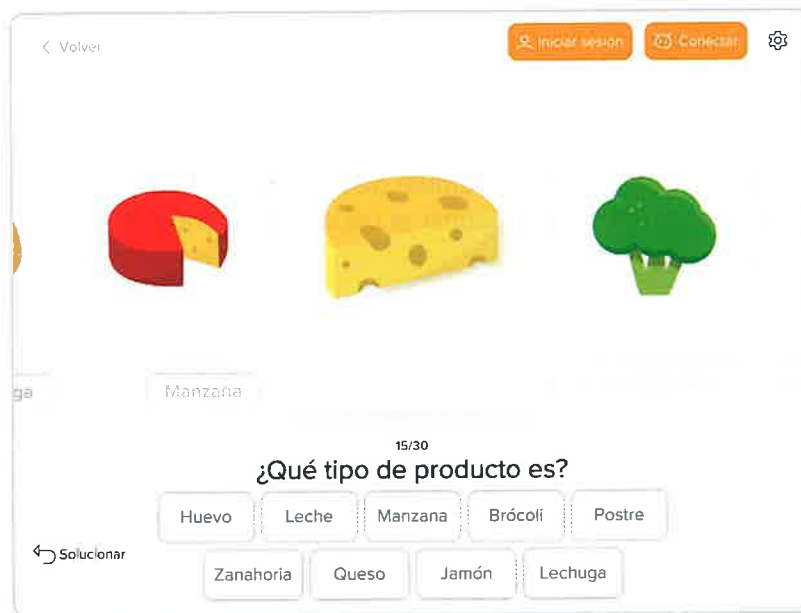 Volver
Iniciar sesión
Conectar
ga
Manzana
15/30
¿Qué tipo de producto es?
Huevo
Leche
Manzana
Brócoli
Postre
Solucionar
Zanahoria
Queso
Jamón
Lechuga